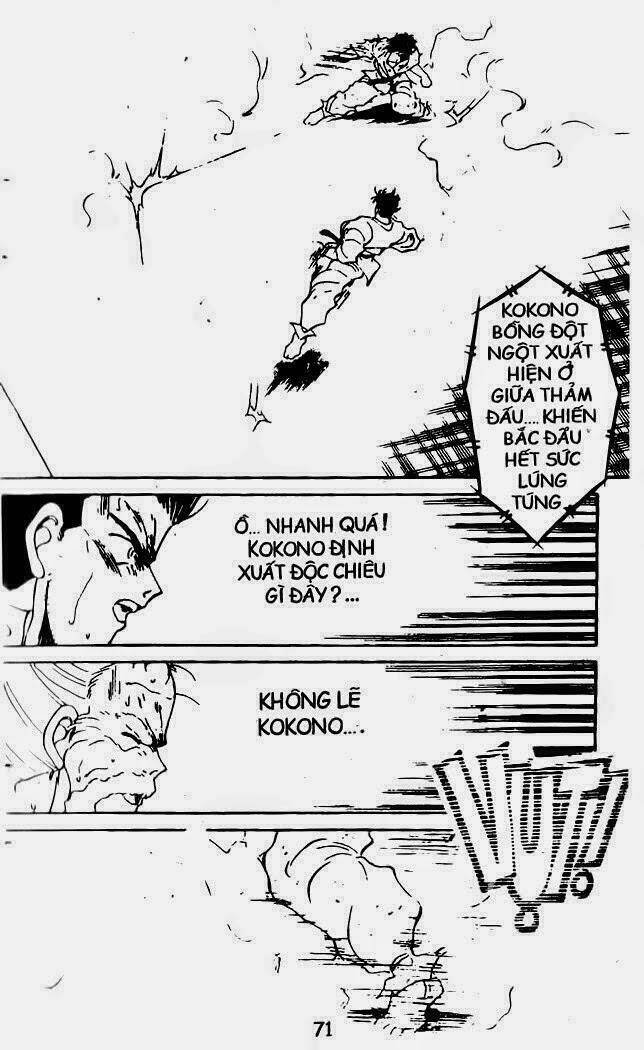 KOKONO
BỖNG ĐỘT
NGỘT XUẤT
HIỆN Ở
GIỮA THẢM
ĐẤU.... KHIẾN
BẮC ĐẨU
HẾT SỨC
LÚNG
TÚNG...
Ồ... NHANH QUÁ!
KOKONO ĐỊNH
XUẤT ĐỘC CHIÊU
GÌ ĐÂY?...
KHÔNG LẼ
KOKONO....
VỤT!
71